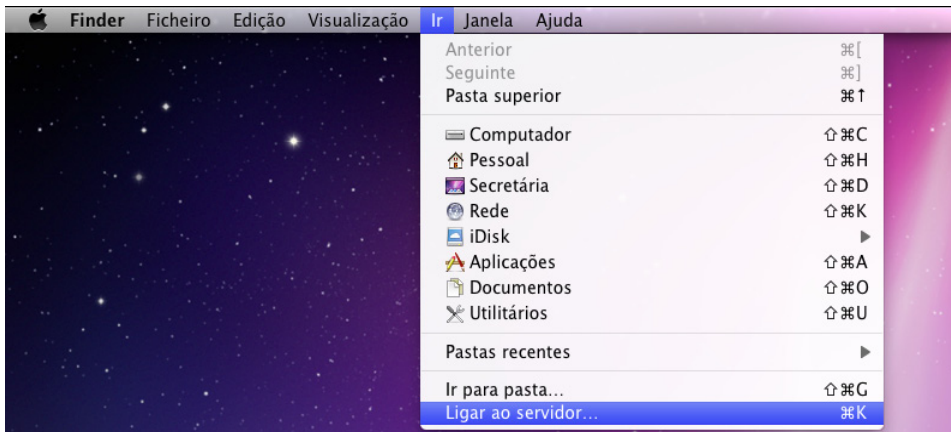 Finder Ficheiro Edição Visualização Ir Janela Ajuda
Anterior ⌘[
Seguinte ⌘]
Pasta superior ⌘↑
Computador ⇧⌘C
Pessoal ⇧⌘H
Secretária ⇧⌘D
Rede ⇧⌘K
iDisk
Aplicações ⇧⌘A
Documentos ⇧⌘O
Utilitários ⇧⌘U
Pastas recentes
Ir para pasta... ⇧⌘G
Ligar ao servidor... ⌘K